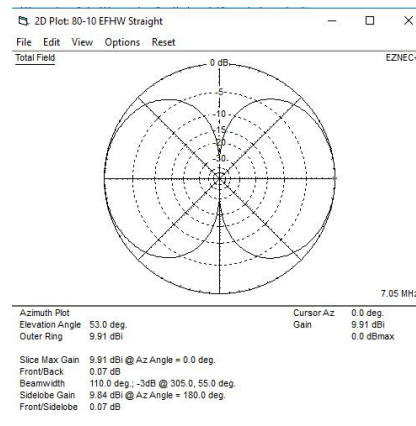 2D Plot: 80-10 EFHW Straight
File Edit View Options Reset
Total Field
EZNEC+
0 dB
-5
-10
-15
-20
-30
7.05 MHz
Azimuth Plot
Elevation Angle 53.0 deg.
Outer Ring 9.91 dBi
Cursor Az 0.0 deg.
Gain 9.91 dBi
0.0 dBmax
Slice Max Gain 9.91 dBi @ Az Angle = 0.0 deg.
Front/Back 0.07 dB
Beamwidth 110.0 deg.; -3dB @ 305.0, 55.0 deg.
Sidelobe Gain 9.84 dBi @ Az Angle = 180.0 deg.
Front/Sidelobe 0.07 dB